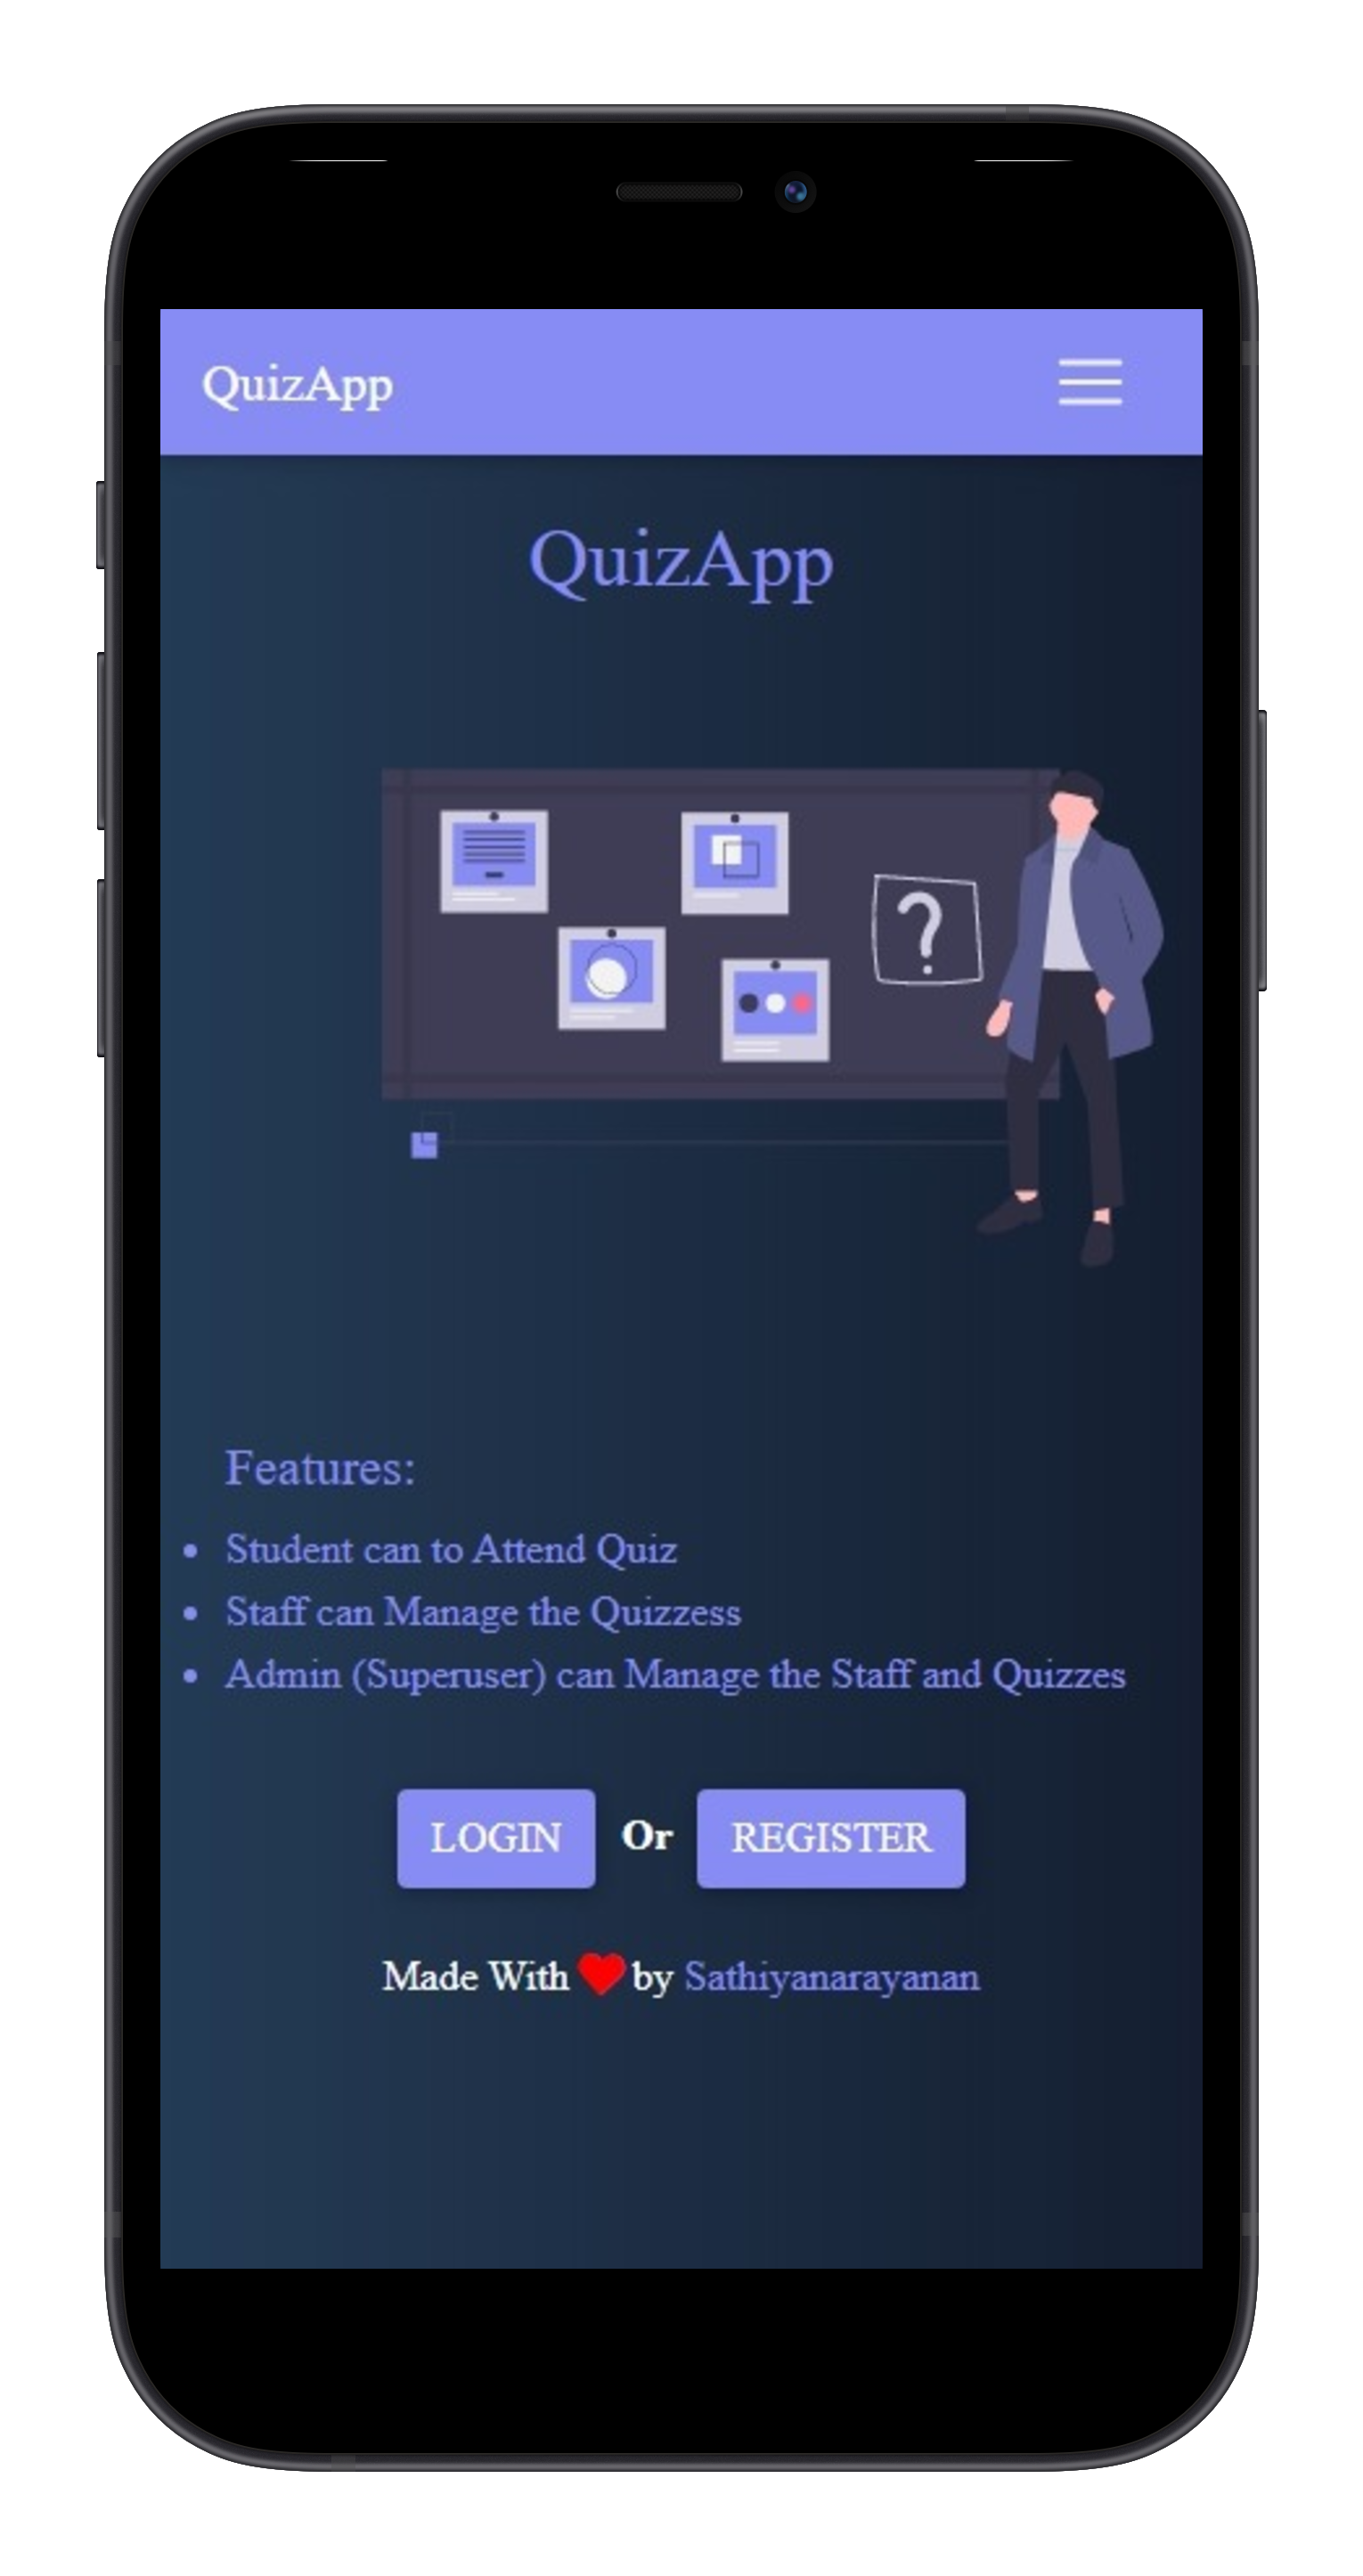 QuizApp
QuizApp
?
Features:
Student can to Attend Quiz
Staff can Manage the Quizzess
Admin (Superuser) can Manage the Staff and Quizzes
LOGIN Or REGISTER
Made With ❤ by Sathiyanarayanan